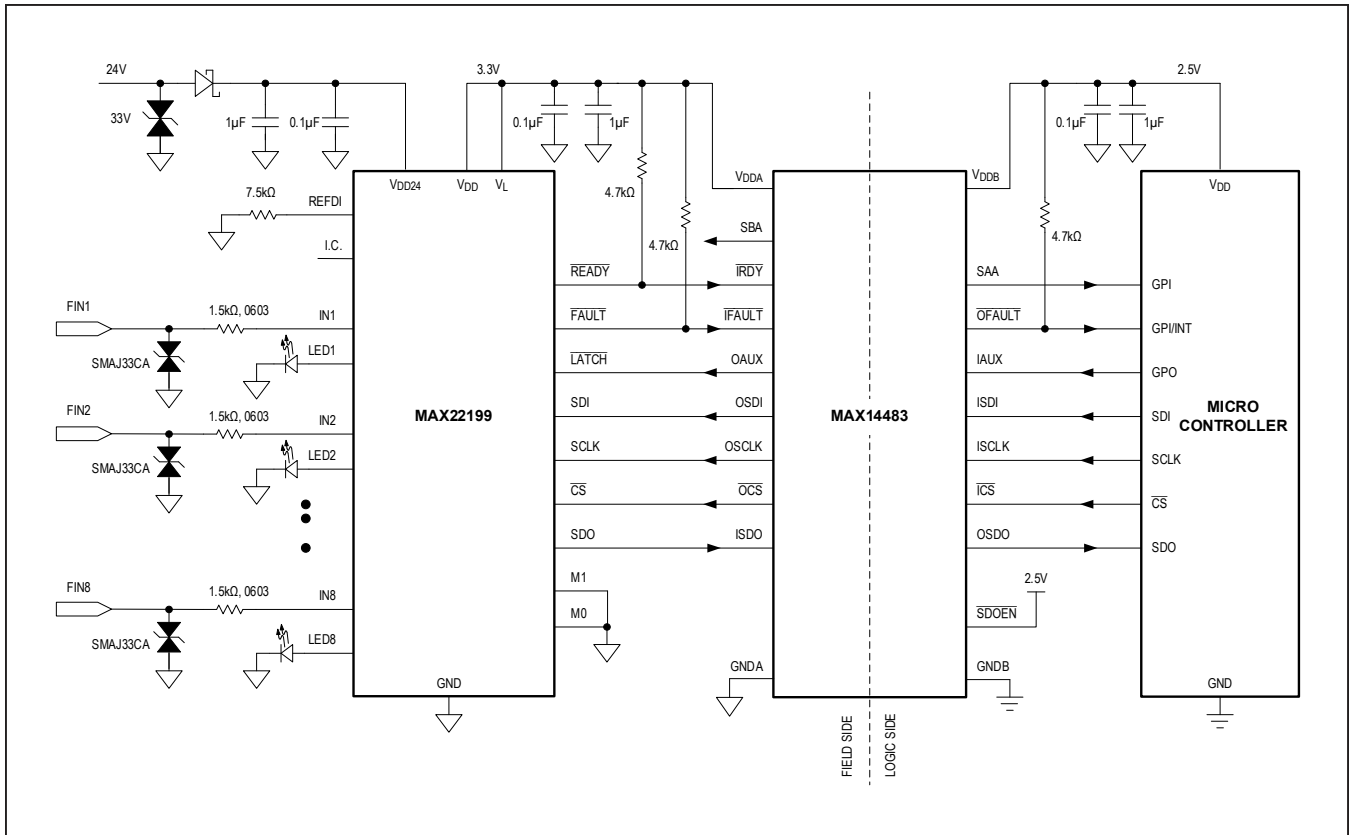 24V
3.3V
2.5V
33V
1µF
0.1µF
0.1µF
1µF
0.1µF
1µF
VDD24
VDD
VL
VDDA
VDDB
VDD
7.5kΩ
REFDI
4.7kΩ
4.7kΩ
4.7kΩ
I.C.
SBA
READY
IRDY
SAA
GPI
FIN1
1.5kΩ, 0603
IN1
FAULT
IFAULT
OFAULT
GPI/INT
SMAJ33CA
LED1
LATCH
OAUX
IAUX
GPO
MAX22199
MAX14483
MICRO
CONTROLLER
FIN2
1.5kΩ, 0603
IN2
SDI
OSDI
ISDI
SDI
SMAJ33CA
LED2
SCLK
OSCLK
ISCLK
SCLK
CS
OCS
ICS
CS
SDO
ISDO
OSDO
SDO
FIN8
1.5kΩ, 0603
IN8
M1
2.5V
M0
SDOEN
SMAJ33CA
LED8
GNDA
GNDB
GND
GND
FIELD SIDE
LOGIC SIDE